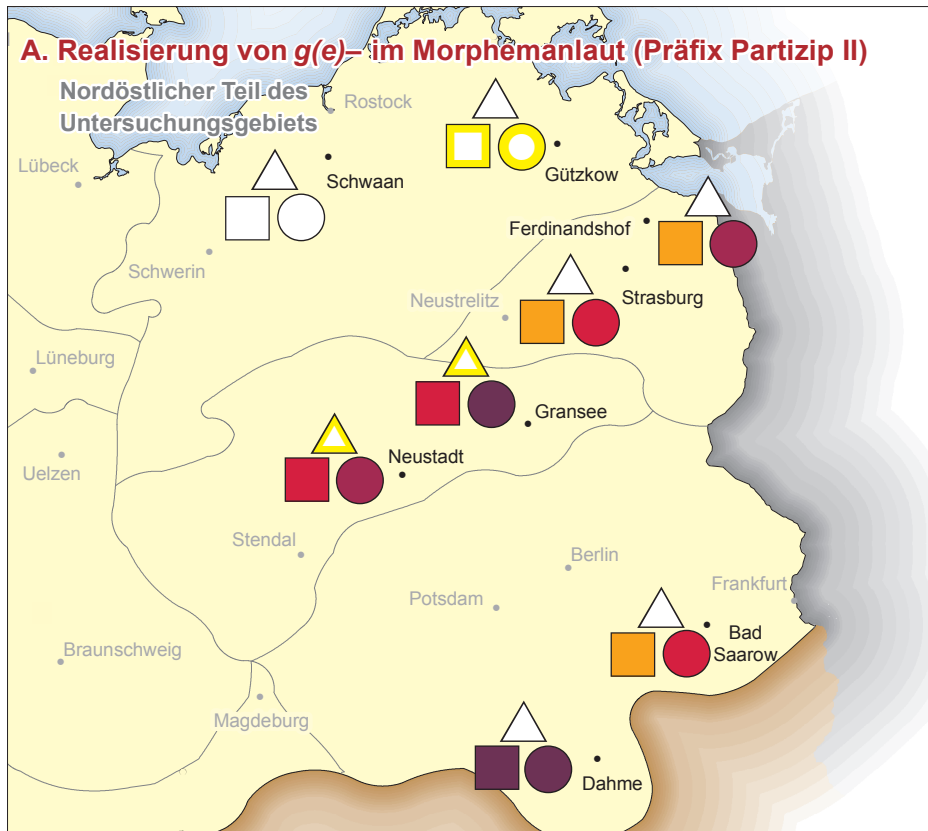 A. Realisierung von g(e)– im Morphemanlaut (Präfix Partizip II)
Nordöstlicher Teil des
Untersuchungsgebiets
Rostock
Lübeck
Schwaan
Gützkow
Ferdinandshof
Schwerin
Strasburg
Neustrelitz
Lüneburg
Gransee
Neustadt
Uelzen
Stendal
Berlin
Potsdam
Frankfurt
Bad
Saarow
Braunschweig
Magdeburg
Dahme